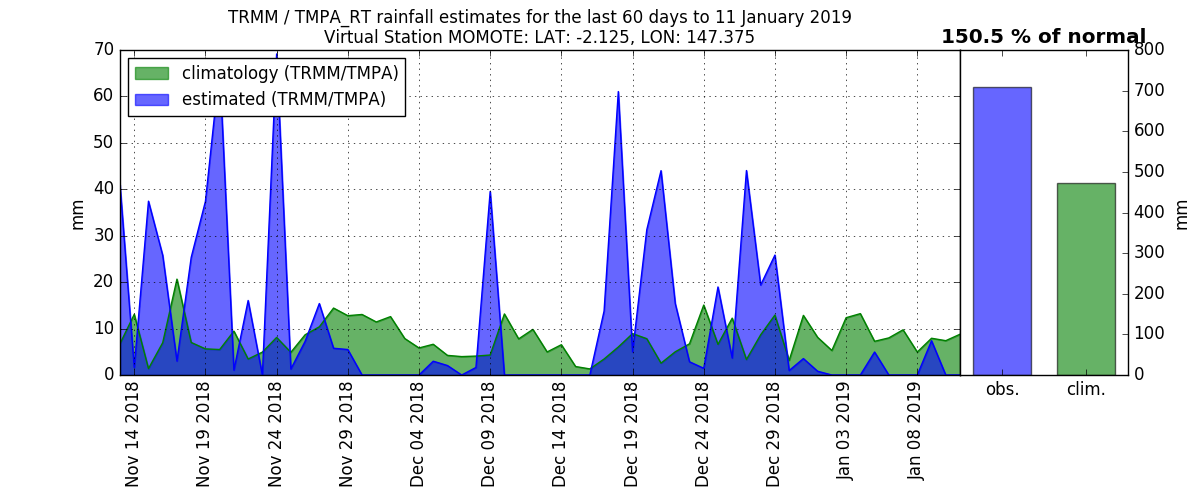 TRMM / TMPA_RT rainfall estimates for the last 60 days to 11 January 2019
Virtual Station MOMOTE: LAT: -2.125, LON: 147.375
150.5 % of normal
climatology (TRMM/TMPA)
estimated (TRMM/TMPA)
70
60
50
40
30
20
10
0
mm
Nov 14 2018
Nov 19 2018
Nov 24 2018
Nov 29 2018
Dec 04 2018
Dec 09 2018
Dec 14 2018
Dec 19 2018
Dec 24 2018
Dec 29 2018
Jan 03 2019
Jan 08 2019
obs.
clim.
800
700
600
500
400
300
200
100
0
mm